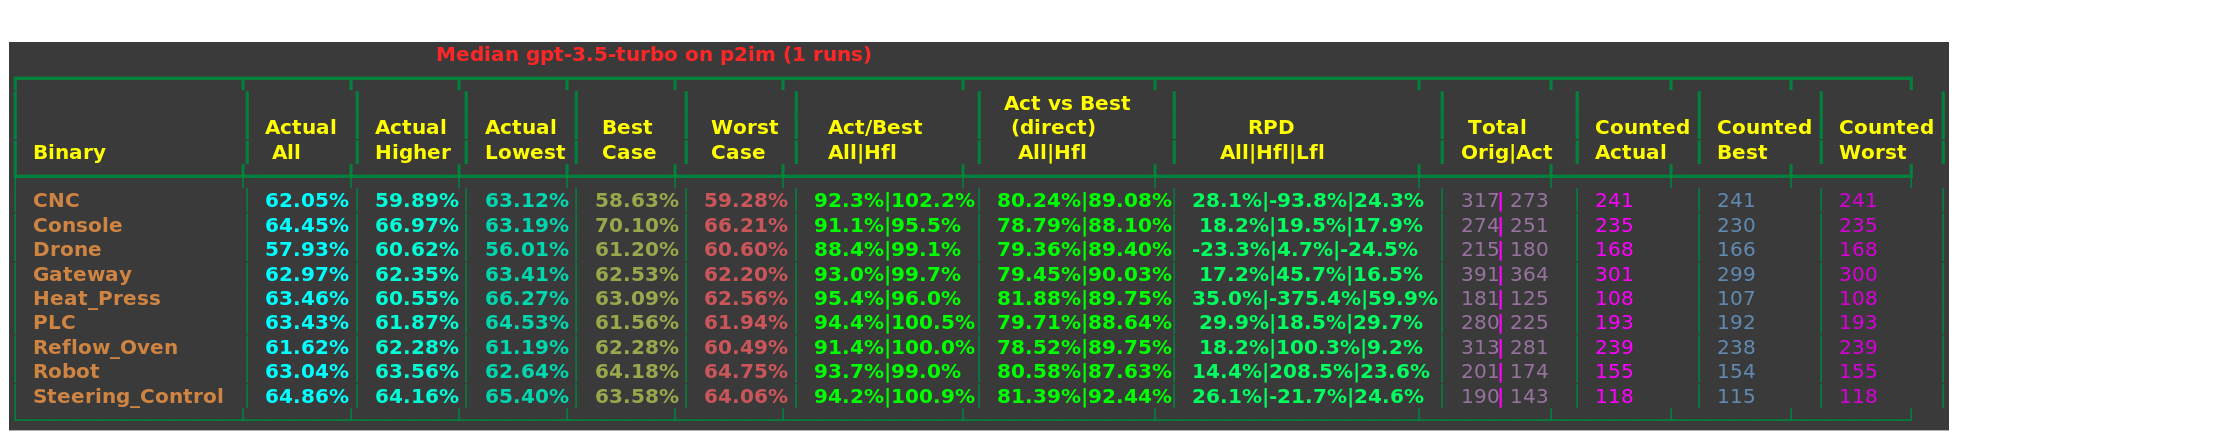 Median gpt-3.5-turbo on p2im (1 runs)
Act vs Best
Actual Actual Actual Best Worst Act/Best (direct) RPD Total Counted Counted Counted
Binary All Higher Lowest Case Case All|Hfl All|Hfl All|Hfl|Lfl Orig|Act Actual Best Worst
CNC 62.05% 59.89% 63.12% 58.63% 59.28% 92.3%|102.2% 80.24%|89.08% 28.1%|-93.8%|24.3% 317| 273 241 241 241
Console 64.45% 66.97% 63.19% 70.10% 66.21% 91.1%|95.5% 78.79%|88.10% 18.2%|19.5%|17.9% 274| 251 235 230 235
Drone 57.93% 60.62% 56.01% 61.20% 60.60% 88.4%|99.1% 79.36%|89.40% -23.3%|4.7%|-24.5% 215| 180 168 166 168
Gateway 62.97% 62.35% 63.41% 62.53% 62.20% 93.0%|99.7% 79.45%|90.03% 17.2%|45.7%|16.5% 391| 364 301 299 300
Heat_Press 63.46% 60.55% 66.27% 63.09% 62.56% 95.4%|96.0% 81.88%|89.75% 35.0%|-375.4%|59.9% 181| 125 108 107 108
PLC 63.43% 61.87% 64.53% 61.56% 61.94% 94.4%|100.5% 79.71%|88.64% 29.9%|18.5%|29.7% 280| 225 193 192 193
Reflow_Oven 61.62% 62.28% 61.19% 62.28% 60.49% 91.4%|100.0% 78.52%|89.75% 18.2%|100.3%|9.2% 313| 281 239 238 239
Robot 63.04% 63.56% 62.64% 64.18% 64.75% 93.7%|99.0% 80.58%|87.63% 14.4%|208.5%|23.6% 201| 174 155 154 155
Steering_Control 64.86% 64.16% 65.40% 63.58% 64.06% 94.2%|100.9% 81.39%|92.44% 26.1%|-21.7%|24.6% 190| 143 118 115 118